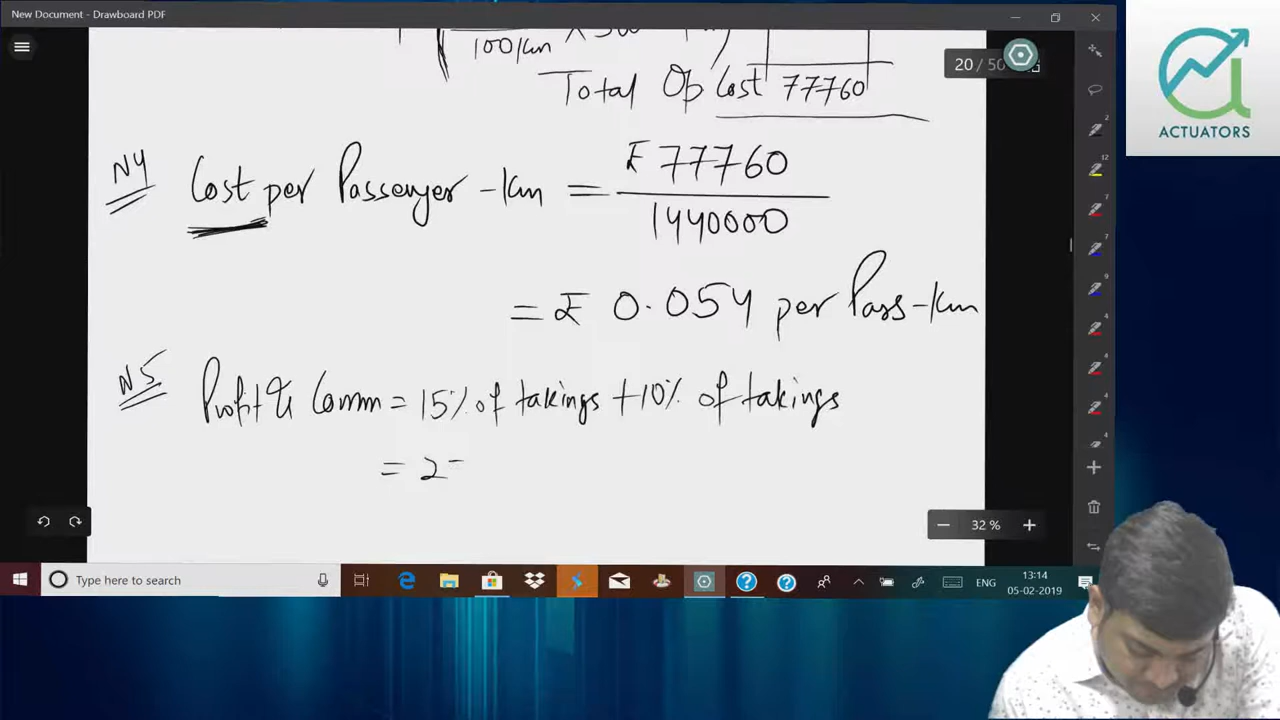 New Document - Drawboard PDF
100 km
20 / 50
Total Op Cost 77760
ACTUATORS
N4 Cost per Passenger-km = ₹ 77760
1440000
= ₹ 0.054 per Pass-km
N5 Profit & Comm = 15% of takings + 10% of takings
= 2
32 %
Type here to search
ENG
13:14
05-02-2019